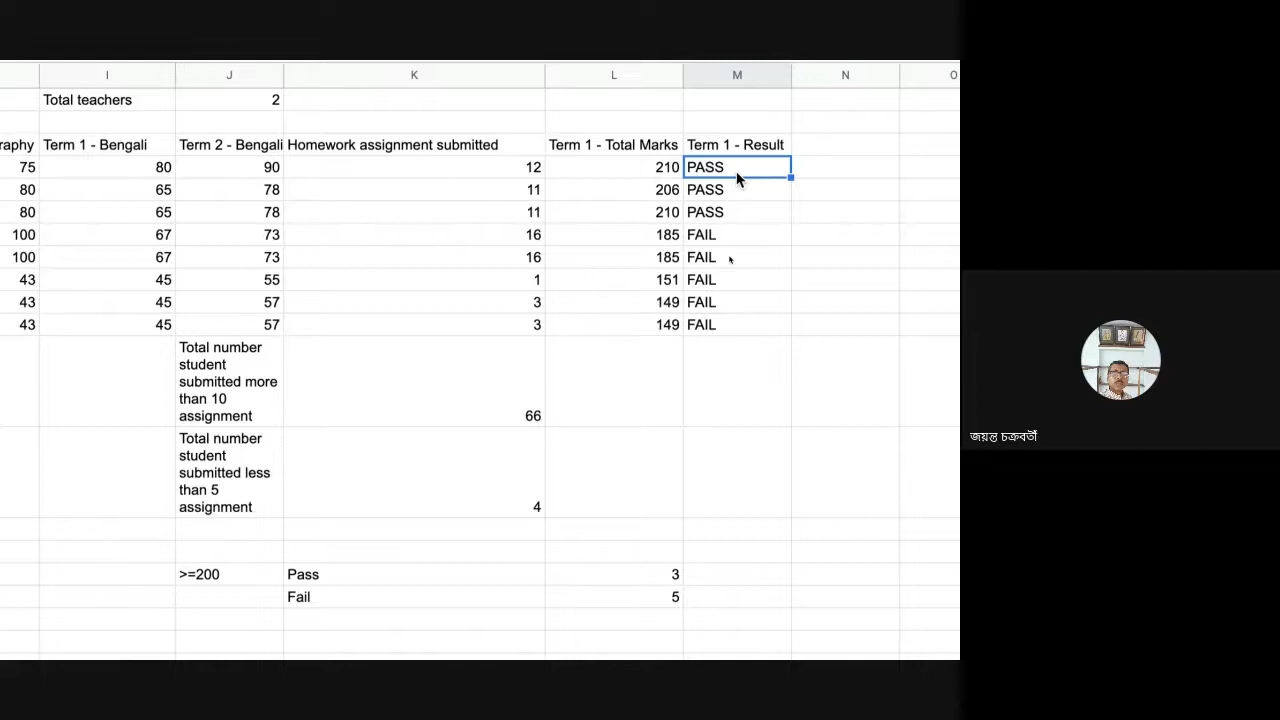 I J K L M N O
Total teachers 2
raphy Term 1 - Bengali Term 2 - Bengali Homework assignment submitted Term 1 - Total Marks Term 1 - Result
75 80 90 12 210 PASS
80 65 78 11 206 PASS
80 65 78 11 210 PASS
100 67 73 16 185 FAIL
100 67 73 16 185 FAIL
43 45 55 1 151 FAIL
43 45 57 3 149 FAIL
43 45 57 3 149 FAIL
Total number
student
submitted more
than 10
assignment 66
Total number
student
submitted less
than 5
assignment 4
>=200 Pass 3
Fail 5
জয়ন্ত চক্রবর্তী